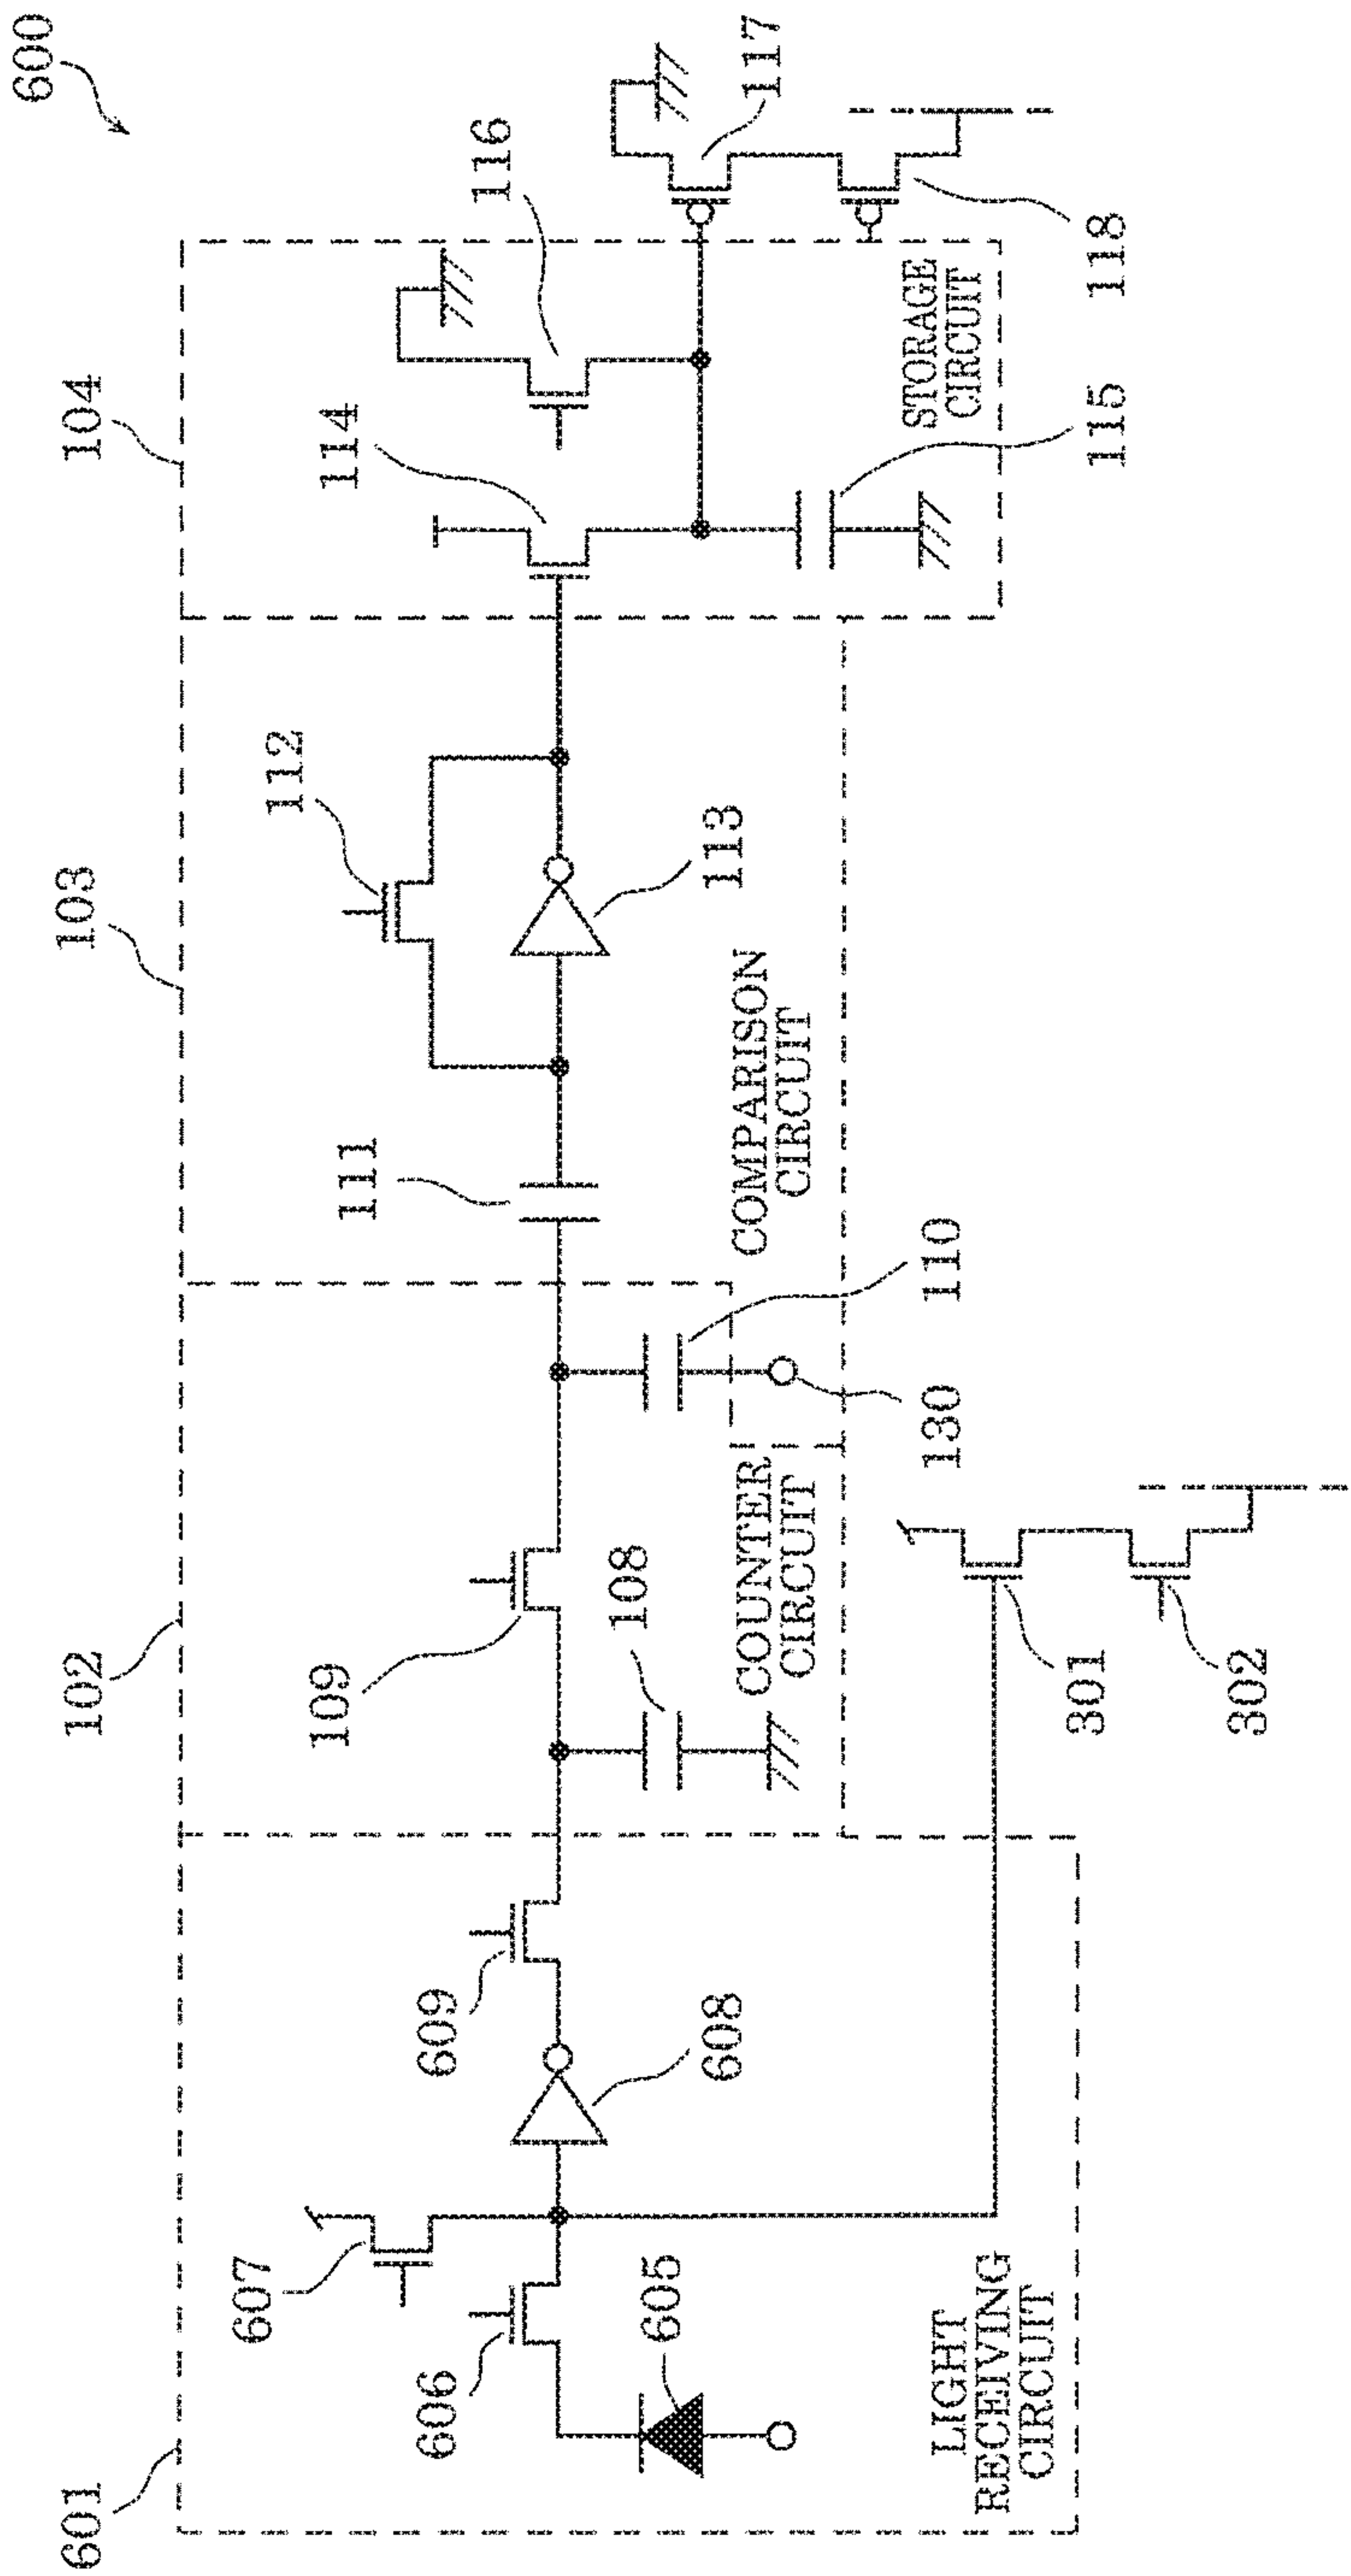 600
601
102
103
104
607
606
605
609
608
109
108
111
110
130
112
113
114
116
115
117
118
301
302
LIGHT
RECEIVING
CIRCUIT
COUNTER
CIRCUIT
COMPARISON
CIRCUIT
STORAGE
CIRCUIT